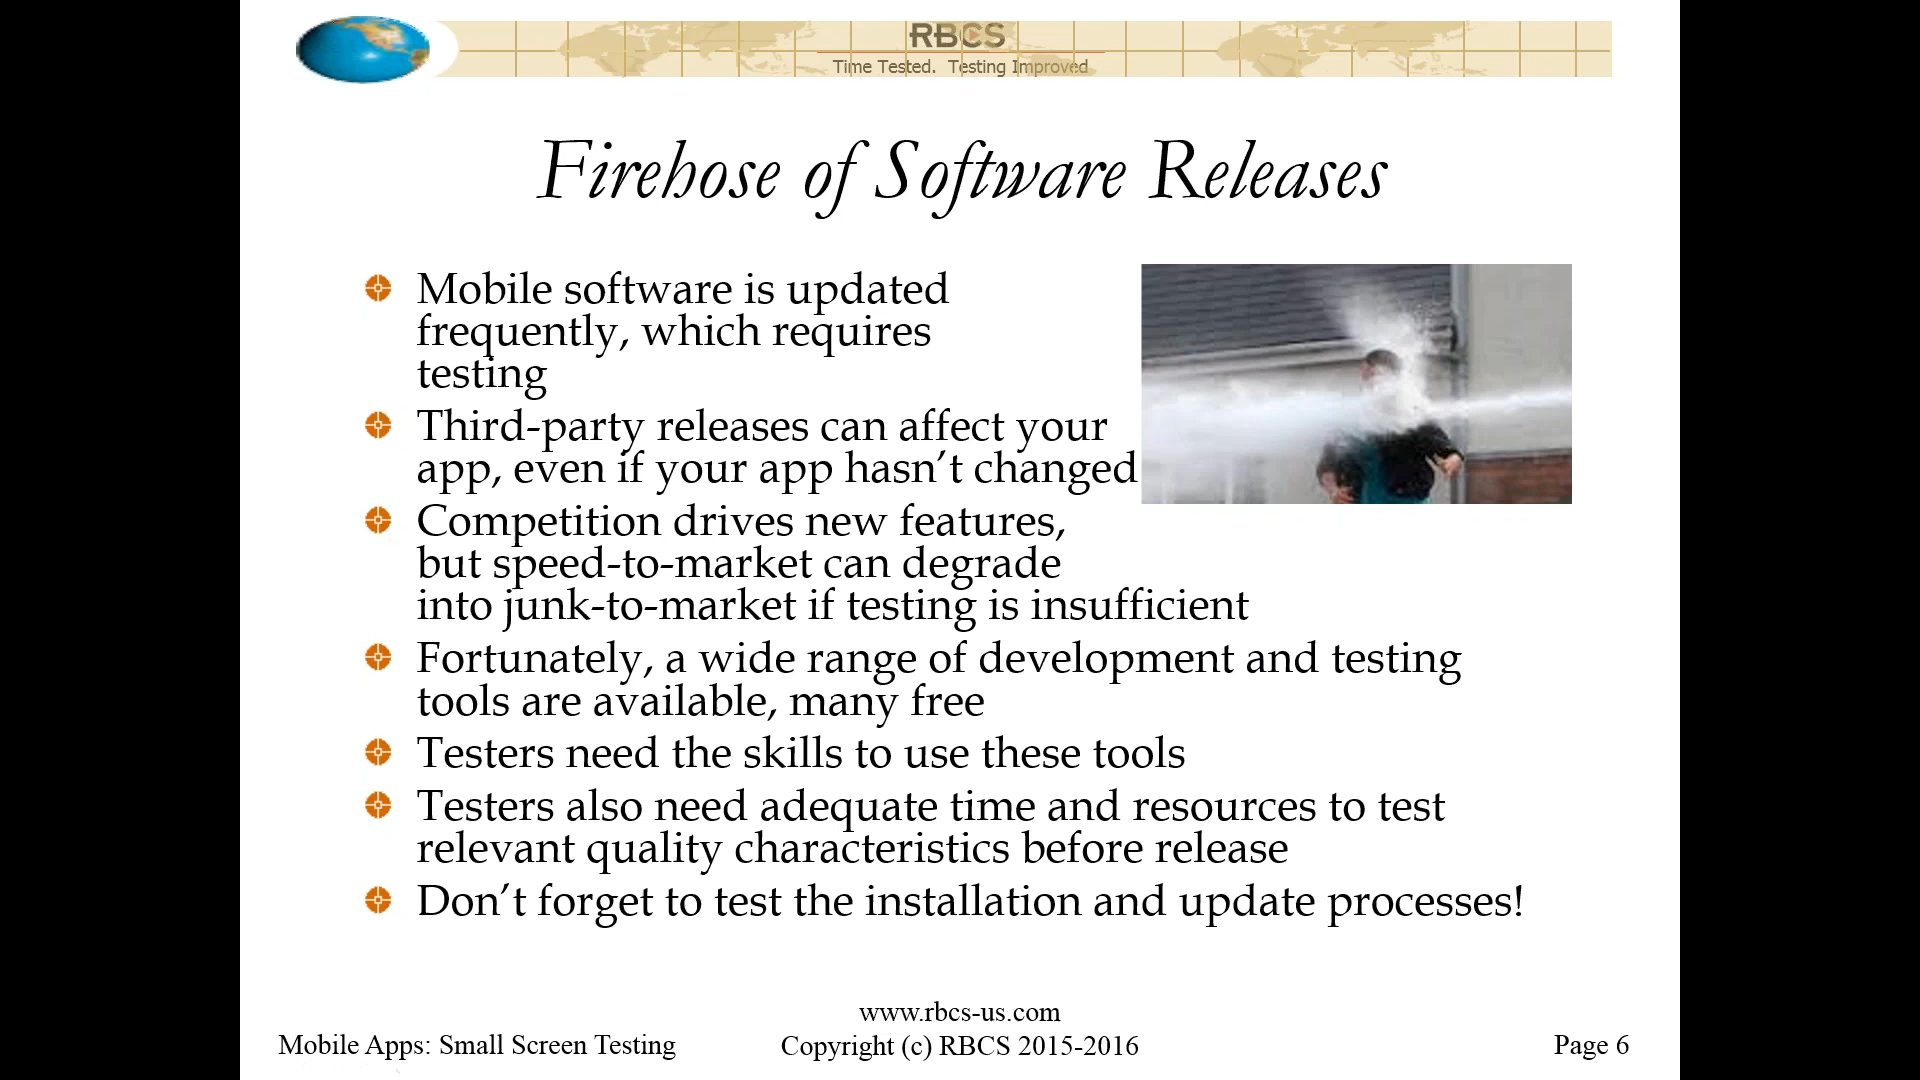 RBCS
Time Tested. Testing Improved
Firehose of Software Releases
Mobile software is updated
frequently, which requires
testing
Third-party releases can affect your
app, even if your app hasn’t changed
Competition drives new features,
but speed-to-market can degrade
into junk-to-market if testing is insufficient
Fortunately, a wide range of development and testing
tools are available, many free
Testers need the skills to use these tools
Testers also need adequate time and resources to test
relevant quality characteristics before release
Don’t forget to test the installation and update processes!
www.rbcs-us.com
Mobile Apps: Small Screen Testing
Copyright (c) RBCS 2015-2016
Page 6